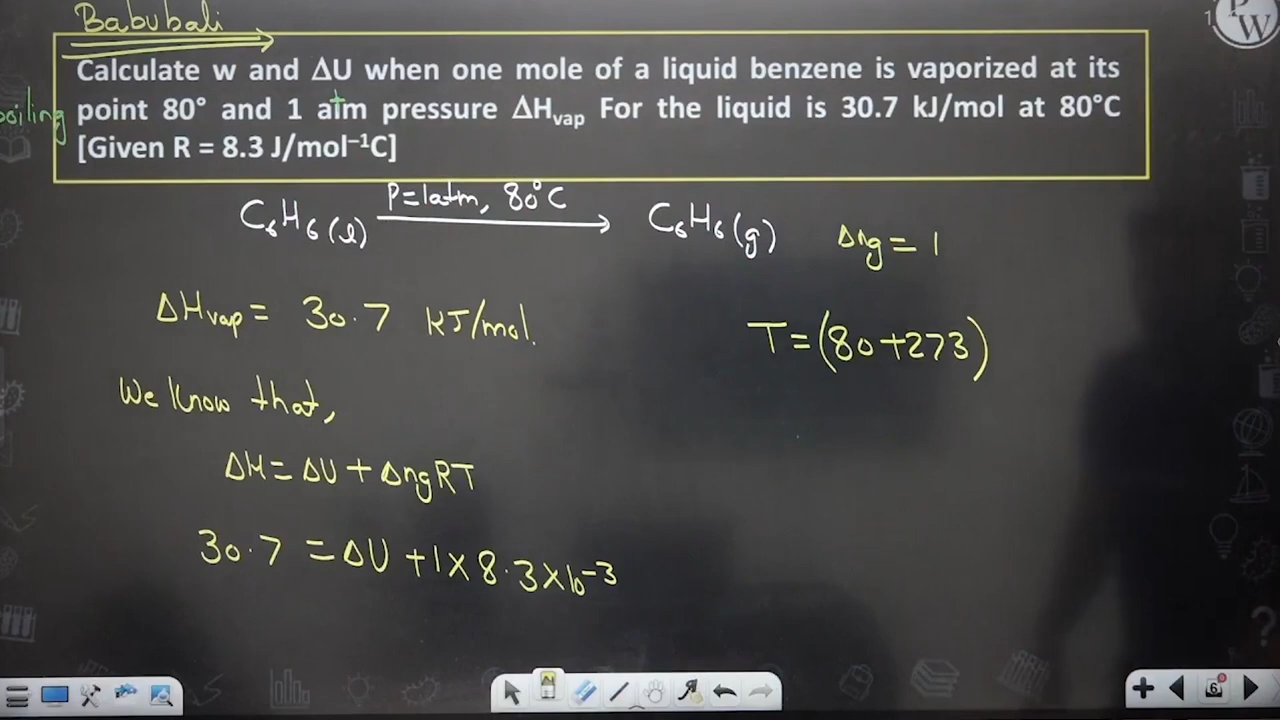 Babubali
Calculate w and ΔU when one mole of a liquid benzene is vaporized at its
boiling point 80° and 1 atm pressure ΔHvap For the liquid is 30.7 kJ/mol at 80°C
[Given R = 8.3 J/mol⁻¹C]
C₆H₆(l) P=1atm, 80°C → C₆H₆(g)
Δng = 1
ΔHvap = 30.7 kJ/mol.
T=(80+273)
We know that,
ΔH = ΔU + ΔngRT
30.7 = ΔU + 1 × 8.3 × 10⁻³
PW
6